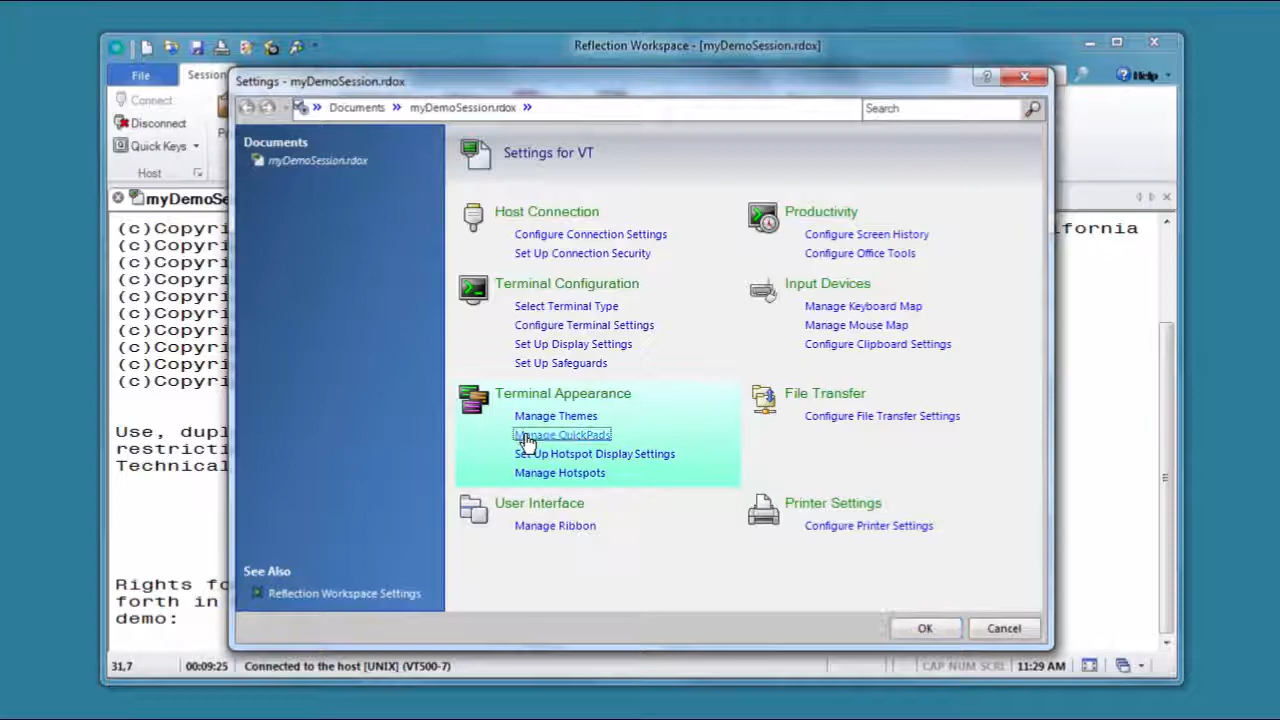 Reflection Workspace - [myDemoSession.rdox]
File
Session
Help
Connect
Disconnect
Quick Keys
Host
Settings - myDemoSession.rdox
Documents
myDemoSession.rdox
Search
Documents
myDemoSession.rdox
Settings for VT
Host Connection
Configure Connection Settings
Set Up Connection Security
Terminal Configuration
Select Terminal Type
Configure Terminal Settings
Set Up Display Settings
Set Up Safeguards
Terminal Appearance
Manage Themes
Manage QuickPads
Set Up Hotspot Display Settings
Manage Hotspots
User Interface
Manage Ribbon
Productivity
Configure Screen History
Configure Office Tools
Input Devices
Manage Keyboard Map
Manage Mouse Map
Configure Clipboard Settings
File Transfer
Configure File Transfer Settings
Printer Settings
Configure Printer Settings
See Also
Reflection Workspace Settings
OK
Cancel
myDemoSe
(c)Copyri ifornia
(c)Copyri
(c)Copyri
(c)Copyri
(c)Copyri
(c)Copyri
(c)Copyri
(c)Copyri
(c)Copyri
(c)Copyri
Use, dupl
restricti
Technical
Rights fo
forth in
demo:
31,7
00:09:25
Connected to the host [UNIX] (VT500-7)
CAP NUM SCRL
11:29 AM